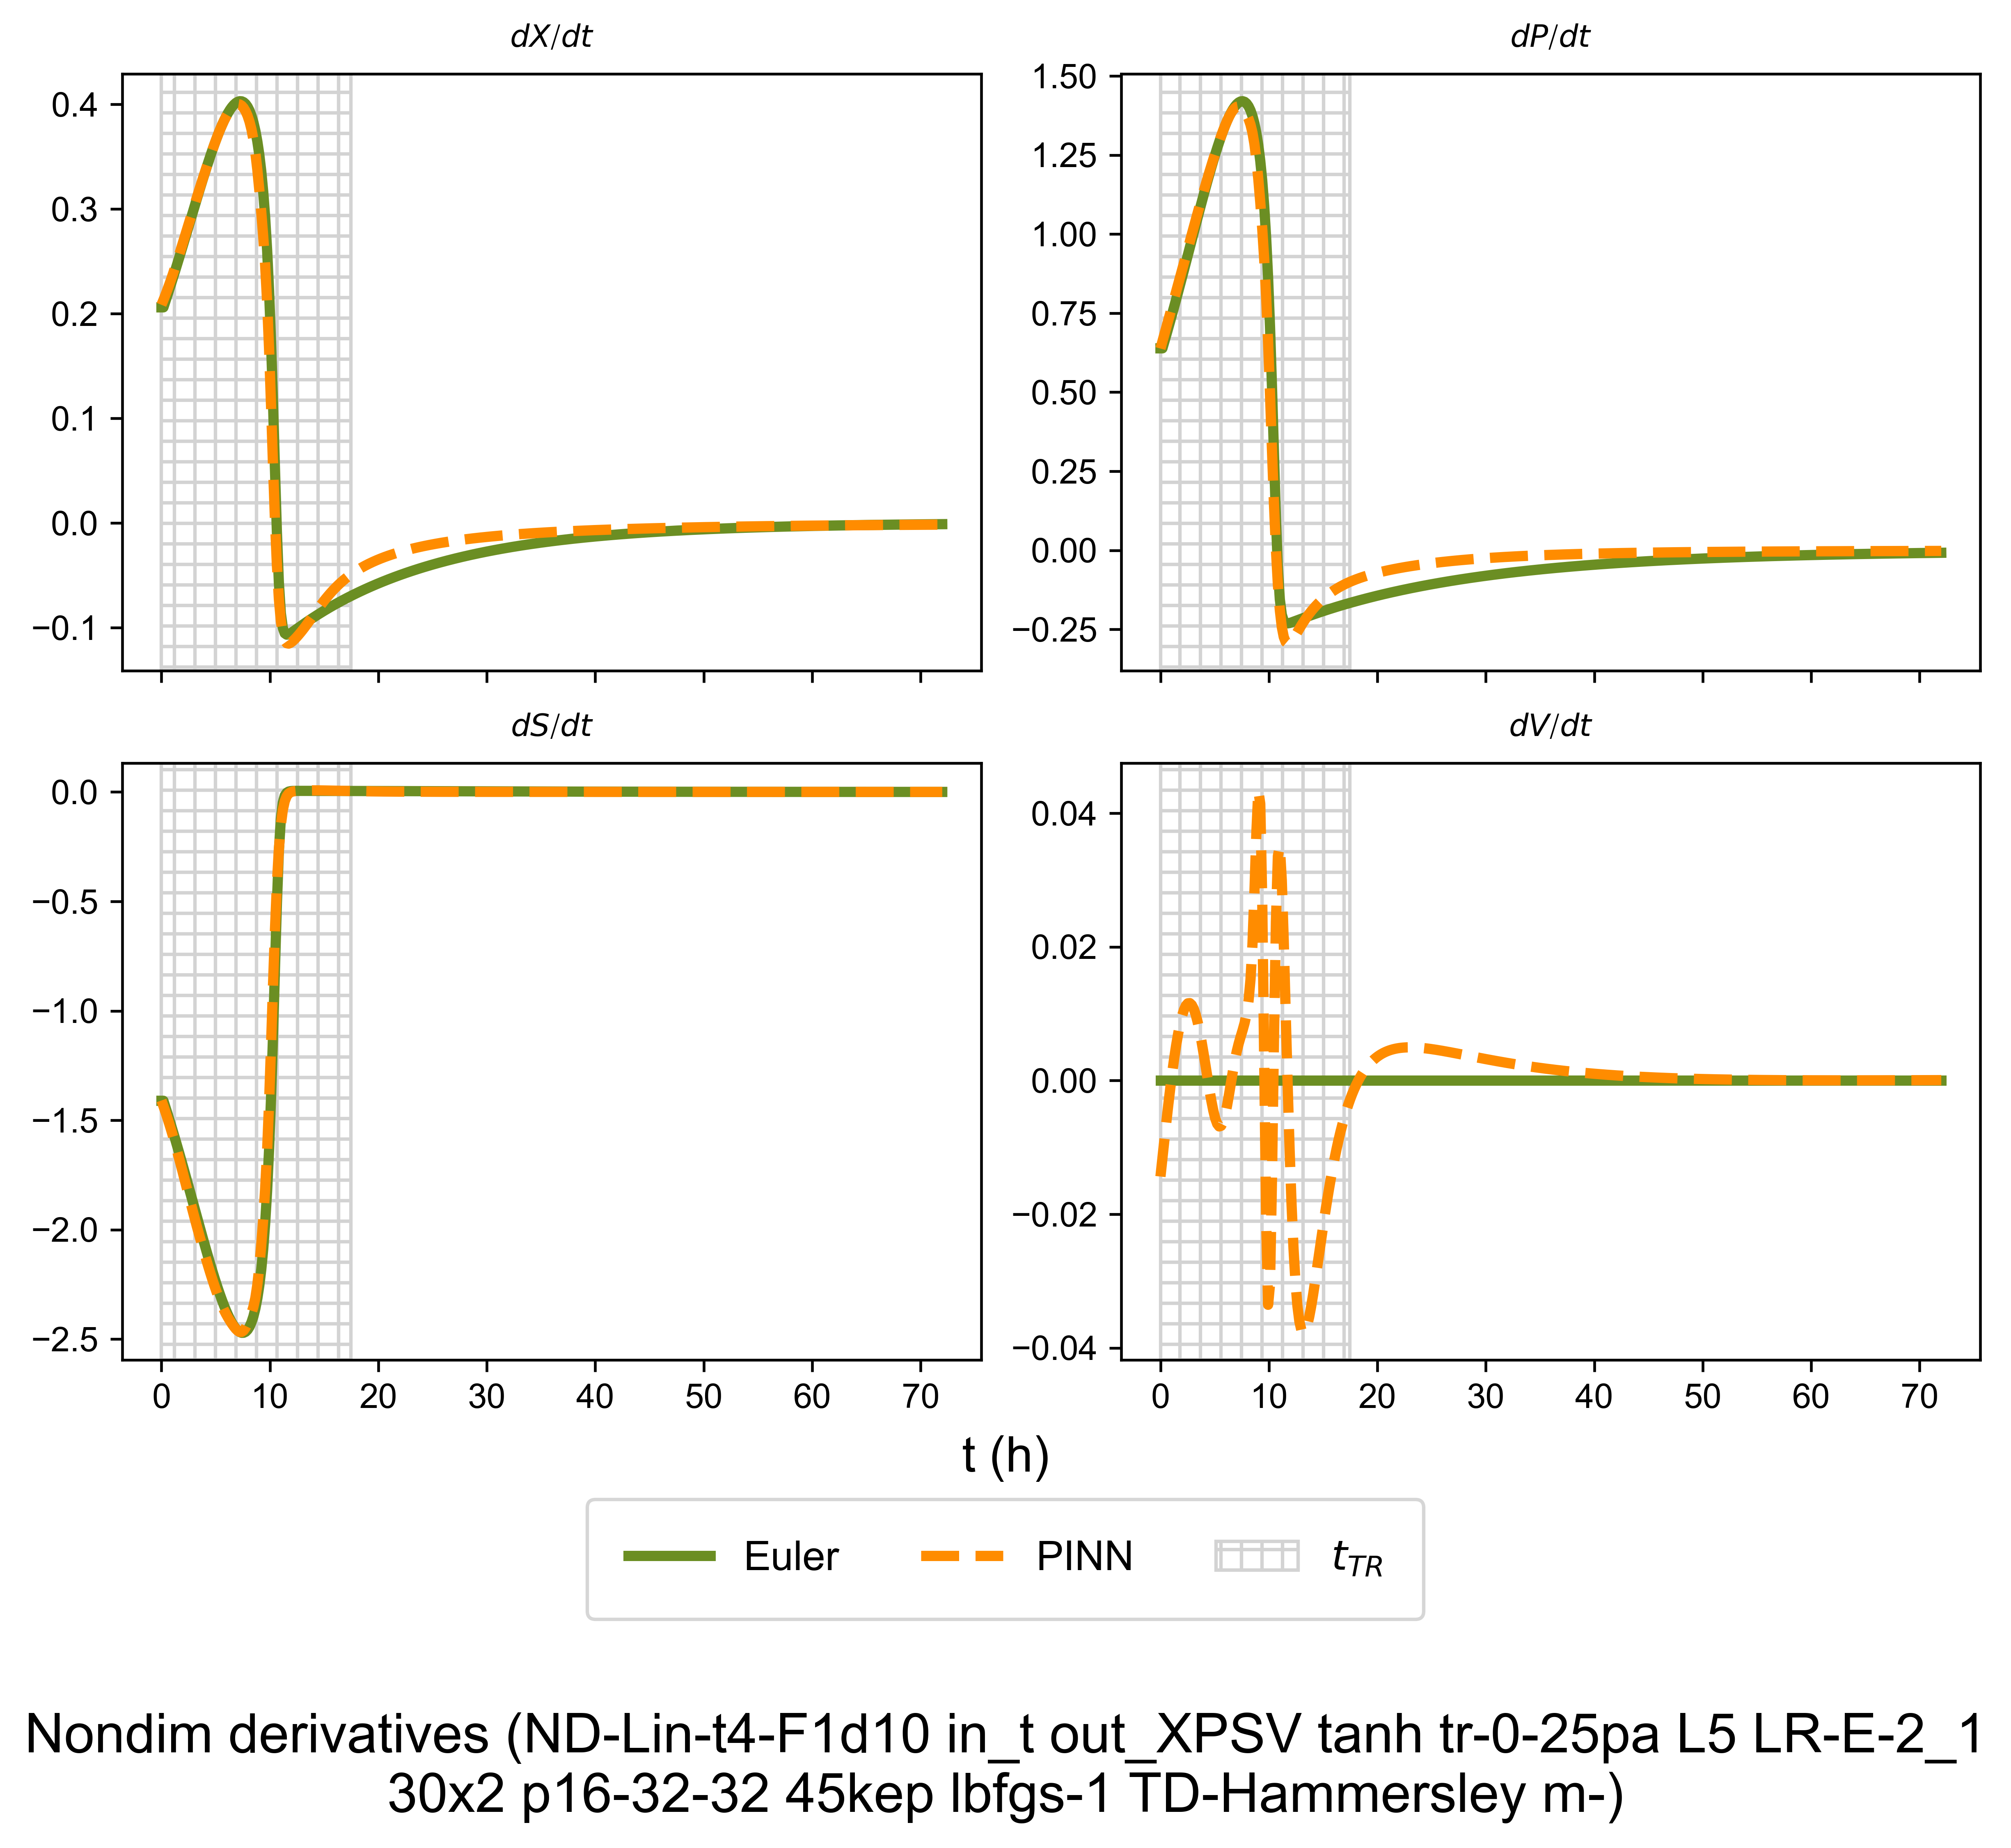 dX/dt
dP/dt
0.4
0.3
0.2
0.1
0.0
−0.1
1.50
1.25
1.00
0.75
0.50
0.25
0.00
−0.25
dS/dt
dV/dt
0.0
−0.5
−1.0
−1.5
−2.0
−2.5
0 10 20 30 40 50 60 70
0.04
0.02
0.00
−0.02
−0.04
0 10 20 30 40 50 60 70
t (h)
Euler PINN t_{TR}
Nondim derivatives (ND-Lin-t4-F1d10 in_t out_XPSV tanh tr-0-25pa L5 LR-E-2_1
30x2 p16-32-32 45kep lbfgs-1 TD-Hammersley m-)